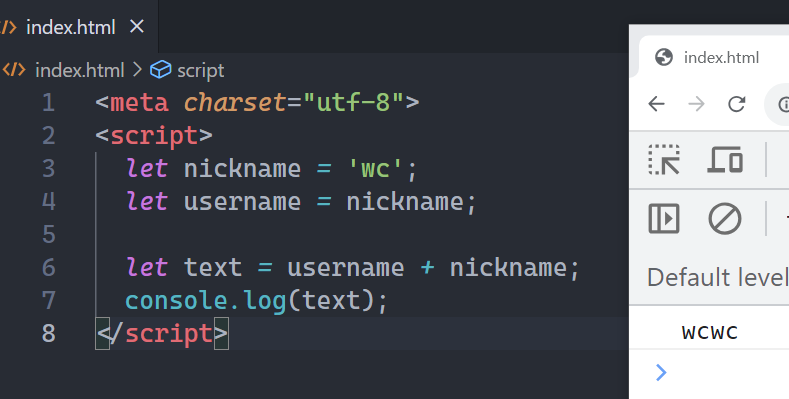 index.html
index.html script
1 <meta charset="utf-8">
2 <script>
3 let nickname = 'wc';
4 let username = nickname;
5
6 let text = username + nickname;
7 console.log(text);
8 </script>
index.html
Default level
wcwc